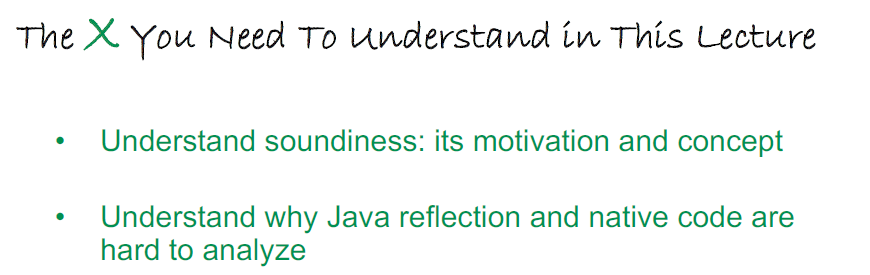 The X You Need To Understand in This Lecture
• Understand soundiness: its motivation and concept
• Understand why Java reflection and native code are
hard to analyze